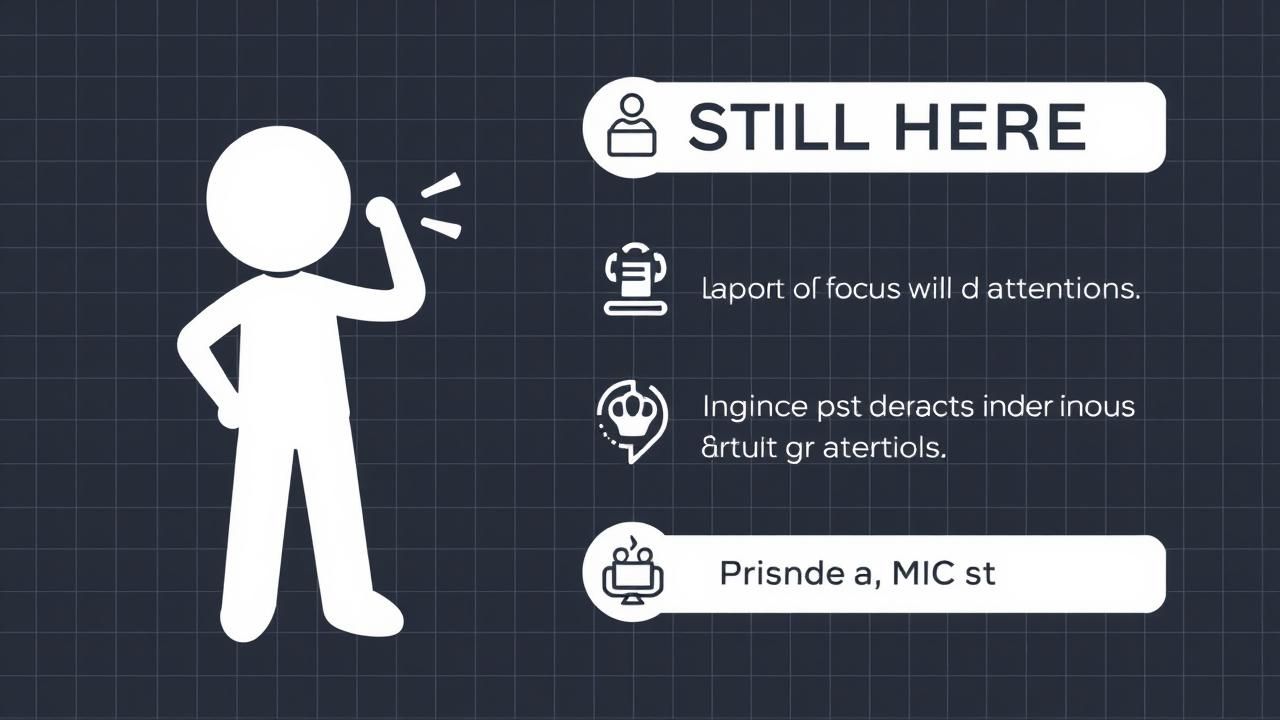 STILL HERE
Laport of focus will d attentions.
Ingince pst deracts inder inous
&rtult gr atertiols.
Prisnde a, MIC st